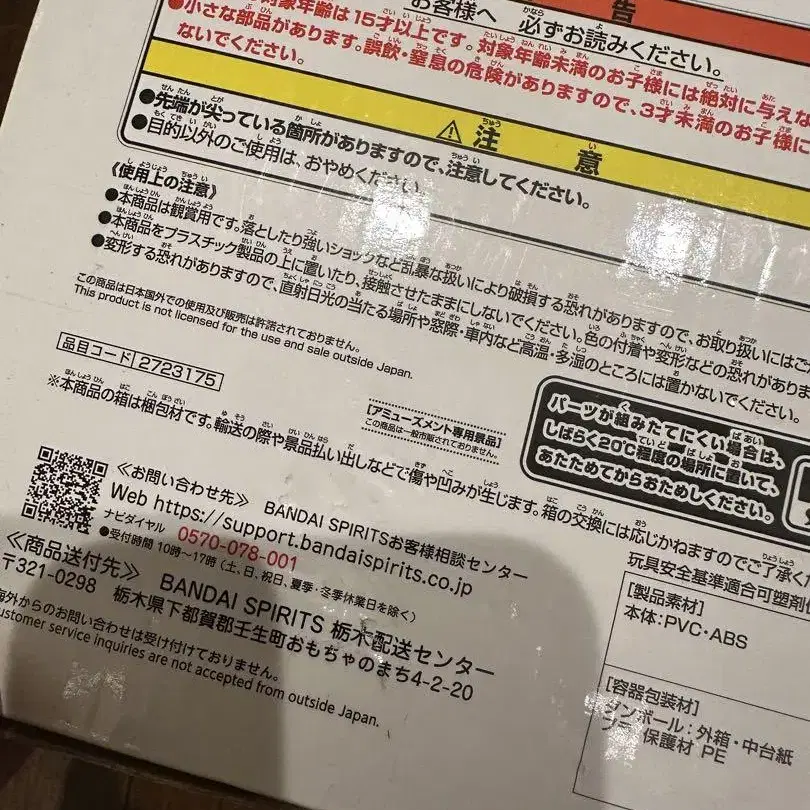 告
お客様へ 必ずお読みください。
対象年齢は15才以上です。対象年齢未満のお子様には絶対に与えな
●小さな部品があります。誤飲・窒息の危険がありますので、3才未満のお子様に
ないでください。
⚠注 意
●先端が尖っている箇所がありますので、注意してください。
●目的以外のご使用は、おやめください。
《使用上の注意》
●本商品は観賞用です。落としたり強いショックなど乱暴な扱いにより破損する恐れがありますので、お取り扱いにはご
●本商品をプラスチック製品の上に置いたり、接触させたままにしないでください。色の付着や変形などの恐れがありま
●変形する恐れがありますので、直射日光の当たる場所や窓際・車内など高温・多湿のところには置かないでください。
この商品は日本国外での使用及び販売は許諾されておりません。
This product is not licensed for the use and sale outside Japan.
品目コード 2723175
[アミューズメント専用景品]
この商品は一般市販されておりません。
※本商品の箱は梱包材です。輸送の際や景品払い出しなどで傷や凹みが生じます。箱の交換には応じかねますのでご了承く
パーツが組みたてにくい場合は、
しばらく20℃程度の場所に置いて、
あたためてからおためしください。
≪お問い合わせ先≫ BANDAI SPIRITSお客様相談センター
Web https://support.bandaispirits.co.jp
ナビダイヤル 0570-078-001
●受付時間 10時〜17時(土、日、祝日、夏季・冬季休業日を除く)
≪商品送付先≫ BANDAI SPIRITS 栃木配送センター
〒321-0298 栃木県下都賀郡壬生町おもちゃのまち4-2-20
海外からのお問い合わせは受け付けておりません。
ustomer service inquiries are not accepted from outside Japan.
玩具安全基準適合可塑剤
[製品素材]
本体:PVC・ABS
[容器包装材]
ダンボール:外箱・中台紙
保護材 PE